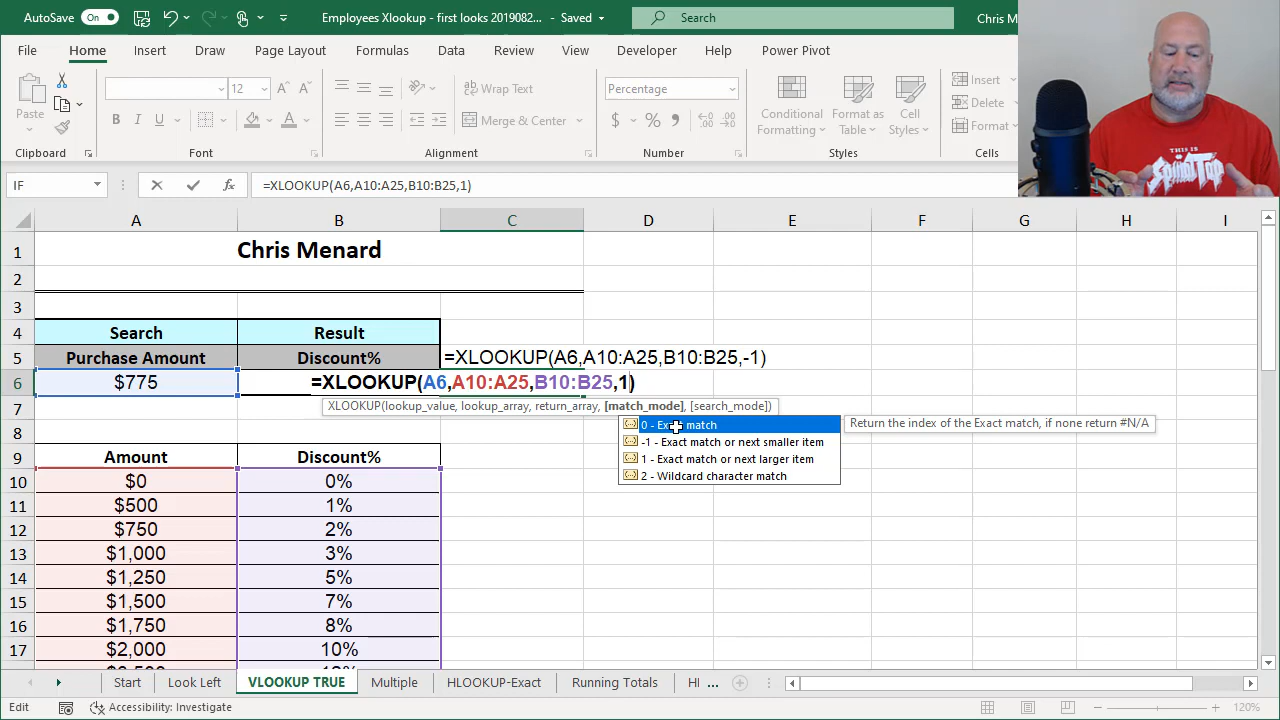 AutoSave On Employees Xlookup - first looks 2019082... - Saved Search Chris M
File Home Insert Draw Page Layout Formulas Data Review View Developer Help Power Pivot
12 Wrap Text Percentage Insert
Paste B I U Merge & Center $ % Conditional Formatting Format as Table Cell Styles Delete
Format
Clipboard Font Alignment Number Styles Cells
THIS IS
SPINAL TAP
IF =XLOOKUP(A6,A10:A25,B10:B25,1)
A B C D E F G H I
1 Chris Menard
2
3
4 Search Result
5 Purchase Amount Discount% =XLOOKUP(A6,A10:A25,B10:B25,-1)
6 $775 =XLOOKUP(A6,A10:A25,B10:B25,1)
7 XLOOKUP(lookup_value, lookup_array, return_array, [match_mode], [search_mode])
0 - Exact match Return the index of the Exact match, if none return #N/A
8 -1 - Exact match or next smaller item
9 Amount Discount% 1 - Exact match or next larger item
2 - Wildcard character match
10 $0 0%
11 $500 1%
12 $750 2%
13 $1,000 3%
14 $1,250 5%
15 $1,500 7%
16 $1,750 8%
17 $2,000 10%
Start Look Left VLOOKUP TRUE Multiple HLOOKUP-Exact Running Totals HI ...
Edit Accessibility: Investigate 120%